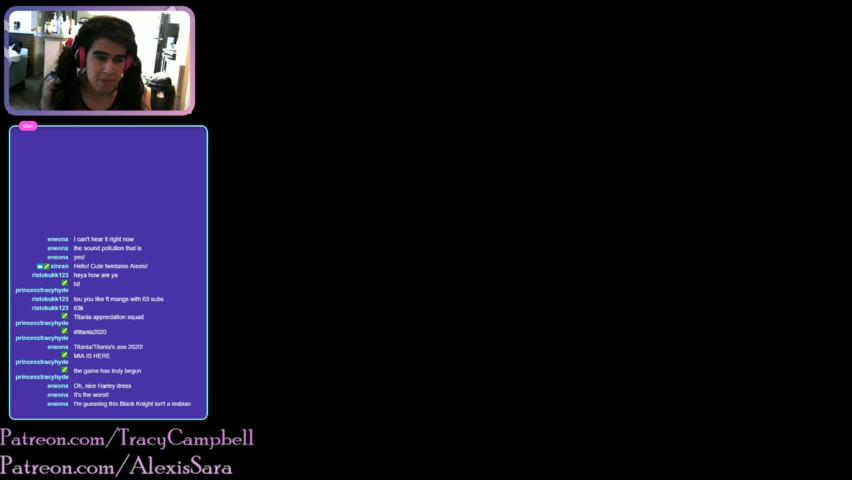 Chat
eneonx I can't hear it right now
eneonx the sound pollution that is
eneonx yes!
xinran Hello! Cute twintales Alexis!
ristokukk123 heya how are ya
princesstracyhyde hi!
ristokukk123 tou you like ft mangs with 63 subs
ristokukk123 63k
princesstracyhyde Titania appreciation squad
princesstracyhyde #titania2020
eneonx Titania/Titania's axe 2020!
princesstracyhyde MIA IS HERE
princesstracyhyde the game has truly begun
eneonx Oh, nice Harley dress
eneonx It's the worst!
eneonx I'm guessing this Black Knight isn't a lesbian
Patreon.com/TracyCampbell
Patreon.com/AlexisSara